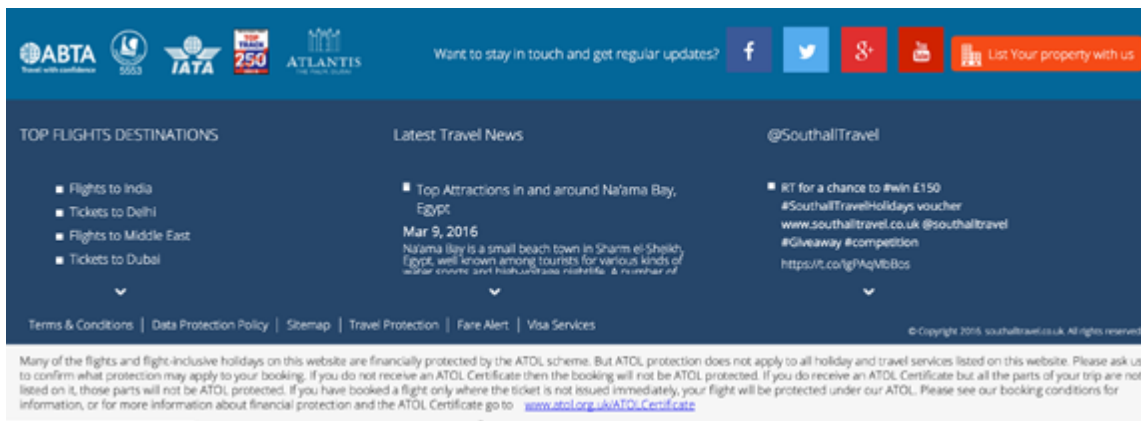 ABTA
Travel with confidence
5553
IATA
TOP
TRACK
250
ATLANTIS
THE PALM, DUBAI
Want to stay in touch and get regular updates?
f
g+
You
List Your property with us
TOP FLIGHTS DESTINATIONS
Flights to India
Tickets to Delhi
Flights to Middle East
Tickets to Dubai
Latest Travel News
Top Attractions in and around Na'ama Bay,
Egypt
Mar 9, 2016
Na'ama Bay is a small beach town in Sharm el-Sheikh,
Egypt, well known among tourists for various kinds of
water sports and high-voltage nightlife. A number of
@SouthallTravel
RT for a chance to #win £150
#SouthallTravelHolidays voucher
www.southalltravel.co.uk @southalltravel
#Giveaway #competition
https://t.co/IgPAqMbBos
Terms & Conditions | Data Protection Policy | Sitemap | Travel Protection | Fare Alert | Visa Services
© Copyright 2016. southalltravel.co.uk. All rights reserved
Many of the flights and flight-inclusive holidays on this website are financially protected by the ATOL scheme. But ATOL protection does not apply to all holiday and travel services listed on this website. Please ask us
to confirm what protection may apply to your booking. If you do not receive an ATOL Certificate then the booking will not be ATOL protected. If you do receive an ATOL Certificate but all the parts of your trip are not
listed on it, those parts will not be ATOL protected. If you have booked a flight only where the ticket is not issued immediately, your flight will be protected under our ATOL. Please see our booking conditions for
information, or for more information about financial protection and the ATOL Certificate go to www.atol.org.uk/ATOLCertificate